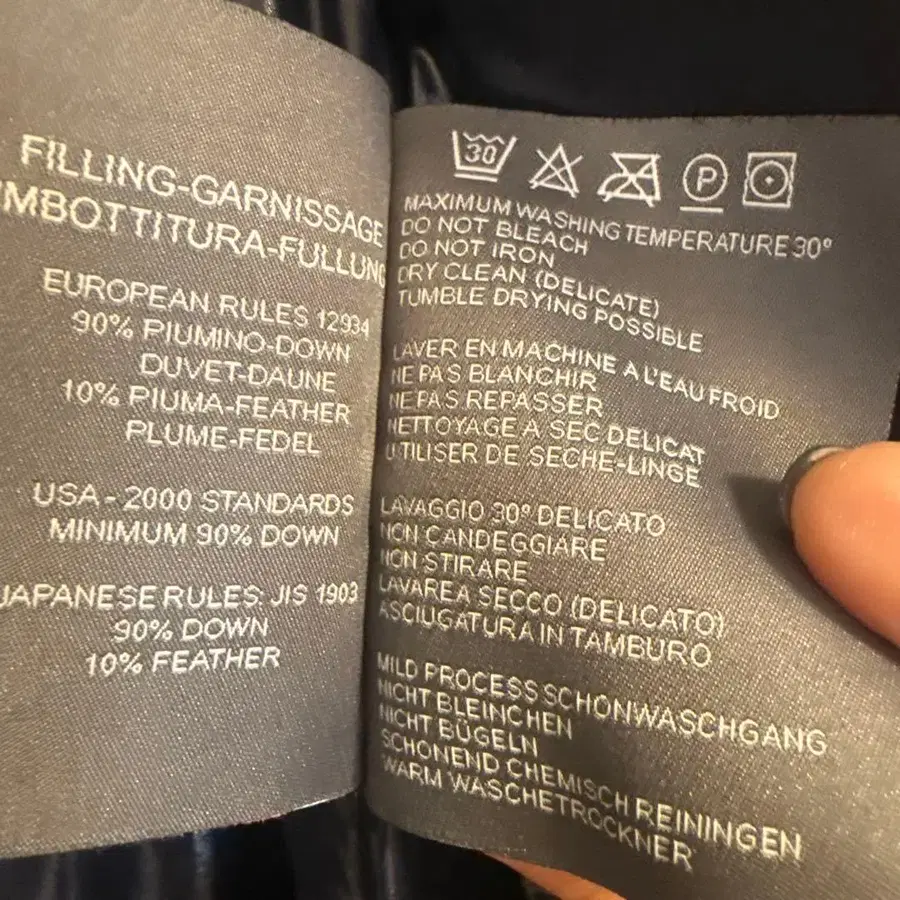 FILLING-GARNISSAGE
IMBOTTITURA-FULLUNG
EUROPEAN RULES 12934
90% PIUMINO-DOWN
DUVET-DAUNE
10% PIUMA-FEATHER
PLUME-FEDEL
USA - 2000 STANDARDS
MINIMUM 90% DOWN
JAPANESE RULES: JIS 1903
90% DOWN
10% FEATHER
30
P
MAXIMUM WASHING TEMPERATURE 30°
DO NOT BLEACH
DO NOT IRON
DRY CLEAN (DELICATE)
TUMBLE DRYING POSSIBLE
LAVER EN MACHINE A L'EAU FROID
NE PAS BLANCHIR
NE PAS REPASSER
NETTOYAGE A SEC DELICAT
UTILISER DE SECHE-LINGE
LAVAGGIO 30° DELICATO
NON CANDEGGIARE
NON STIRARE
LAVAREA SECCO (DELICATO)
ASCIUGATURA IN TAMBURO
MILD PROCESS SCHONWASCHGANG
NICHT BLEINCHEN
NICHT BÜGELN
SCHONEND CHEMISCH REININGEN
WARM WASCHETROCKNER